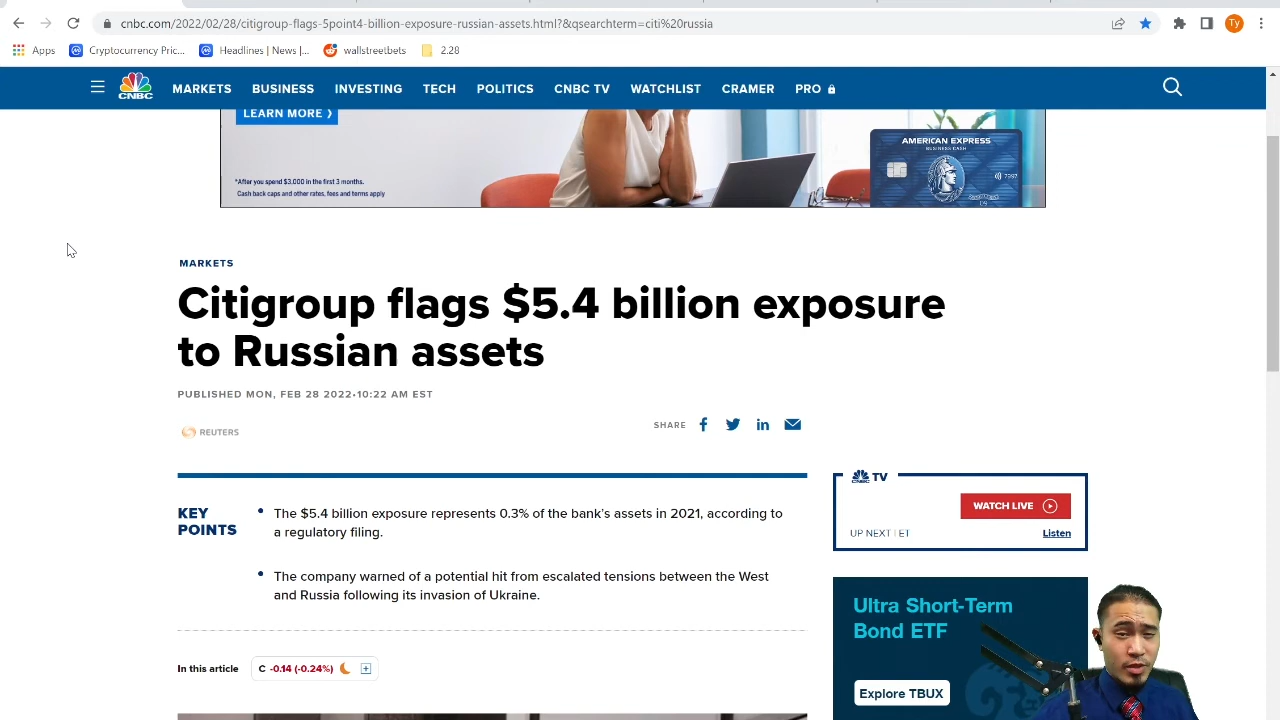 cnbc.com/2022/02/28/citigroup-flags-5point4-billion-exposure-russian-assets.html?&qsearchterm=citi%20russia
Ty
Apps
Cryptocurrency Pric...
Headlines | News |...
wallstreetbets
2.28
CNBC
MARKETS
BUSINESS
INVESTING
TECH
POLITICS
CNBC TV
WATCHLIST
CRAMER
PRO
LEARN MORE ⟩
*After you spend $3,000 in the first 3 months.
Cash back caps and other rates, fees and terms apply
AMERICAN EXPRESS
BUSINESS CASH
MARKETS
Citigroup flags $5.4 billion exposure
to Russian assets
PUBLISHED MON, FEB 28 2022•10:22 AM EST
REUTERS
SHARE
KEY
POINTS
• The $5.4 billion exposure represents 0.3% of the bank's assets in 2021, according to
a regulatory filing.
• The company warned of a potential hit from escalated tensions between the West
and Russia following its invasion of Ukraine.
In this article
C -0.14 (-0.24%)
CNBC TV
WATCH LIVE
UP NEXT | ET
Listen
Ultra Short-Term
Bond ETF
Explore TBUX